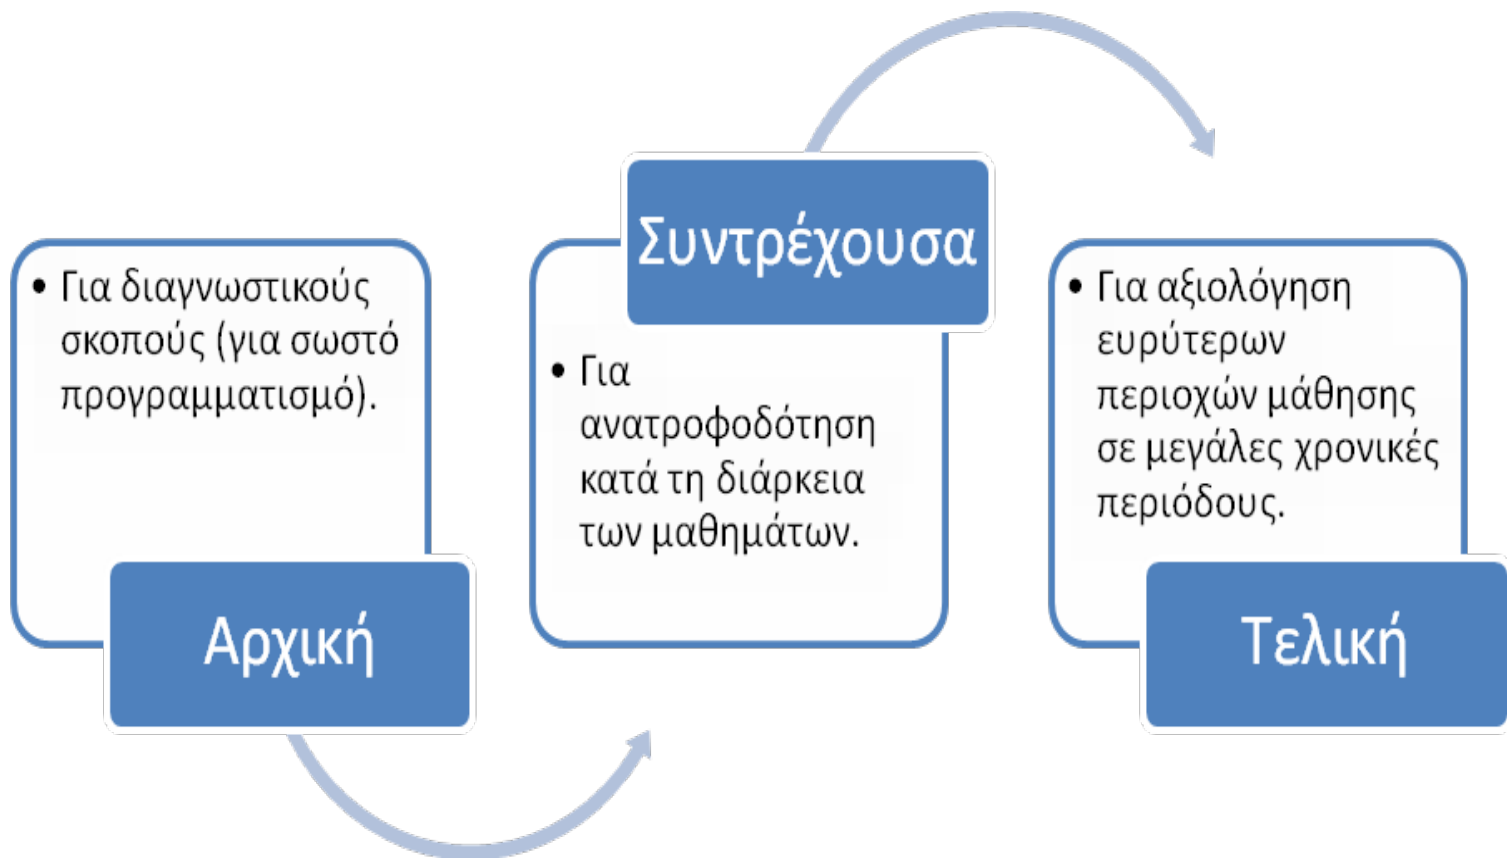 • Για διαγνωστικούς
σκοπούς (για σωστό
προγραμματισμό).
Αρχική
Συντρέχουσα
• Για
ανατροφοδότηση
κατά τη διάρκεια
των μαθημάτων.
• Για αξιολόγηση
ευρύτερων
περιοχών μάθησης
σε μεγάλες χρονικές
περιόδους.
Τελική